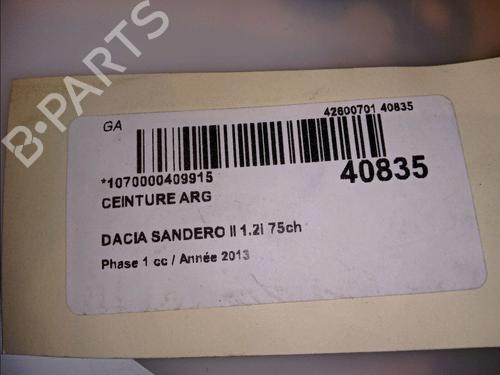 B-PARTS
GA
42600701 40835
*1070000409915
40835
CEINTURE ARG
DACIA SANDERO II 1.2i 75ch
Phase 1 cc / Année 2013